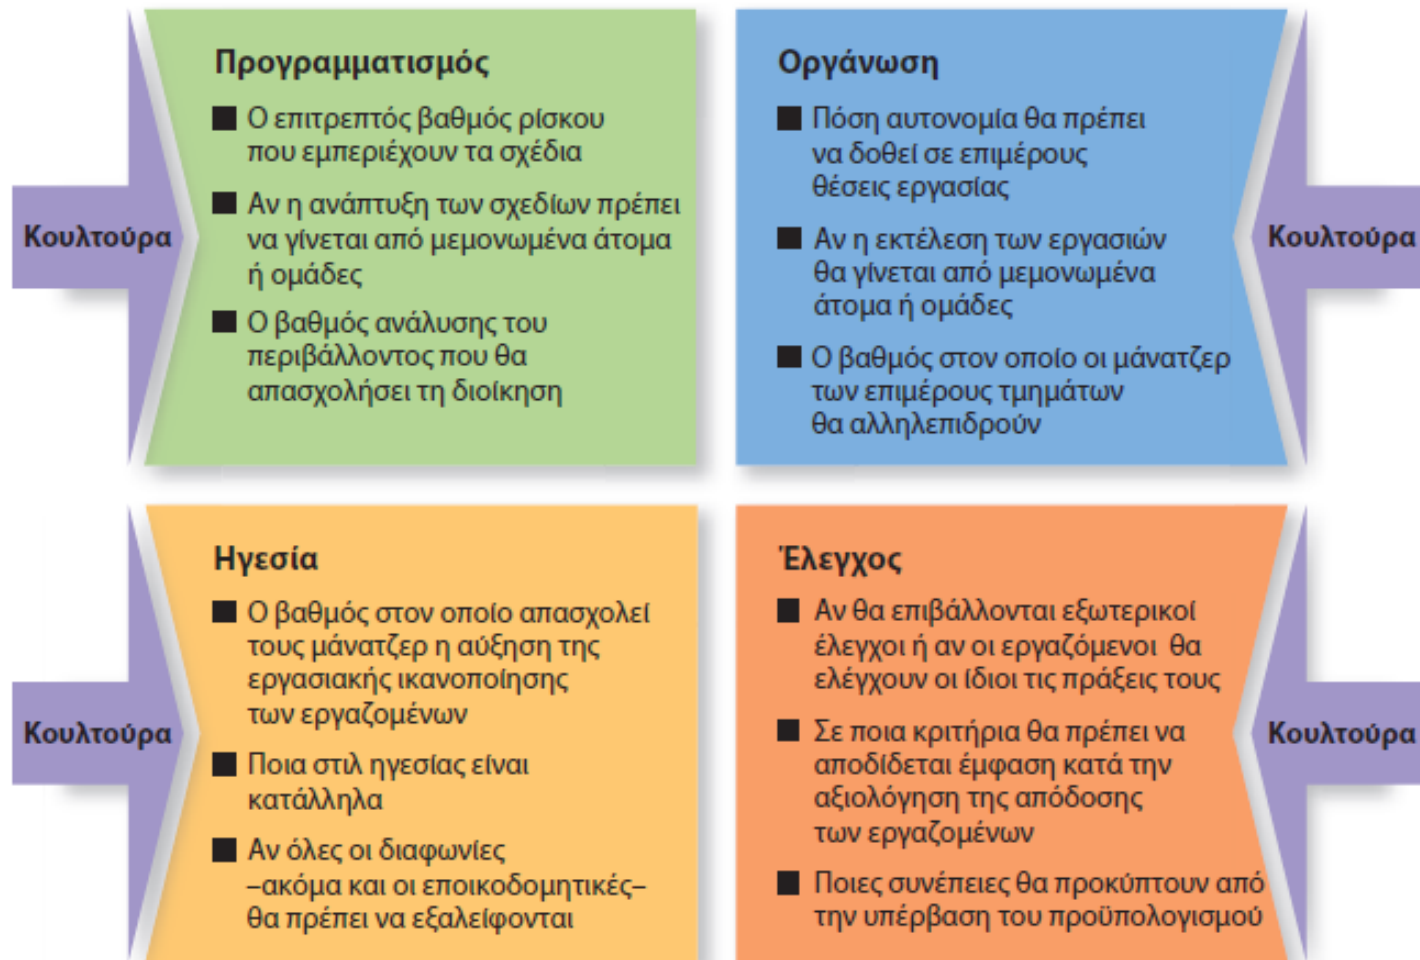 Προγραμματισμός
■ Ο επιτρεπτός βαθμός ρίσκου
που εμπεριέχουν τα σχέδια
■ Αν η ανάπτυξη των σχεδίων πρέπει
να γίνεται από μεμονωμένα άτομα
ή ομάδες
■ Ο βαθμός ανάλυσης του
περιβάλλοντος που θα
απασχολήσει τη διοίκηση
Κουλτούρα
Οργάνωση
■ Πόση αυτονομία θα πρέπει
να δοθεί σε επιμέρους
θέσεις εργασίας
■ Αν η εκτέλεση των εργασιών
θα γίνεται από μεμονωμένα
άτομα ή ομάδες
■ Ο βαθμός στον οποίο οι μάνατζερ
των επιμέρους τμημάτων
θα αλληλεπιδρούν
Κουλτούρα
Ηγεσία
■ Ο βαθμός στον οποίο απασχολεί
τους μάνατζερ η αύξηση της
εργασιακής ικανοποίησης
των εργαζομένων
■ Ποια στιλ ηγεσίας είναι
κατάλληλα
■ Αν όλες οι διαφωνίες
–ακόμα και οι εποικοδομητικές–
θα πρέπει να εξαλείφονται
Κουλτούρα
Έλεγχος
■ Αν θα επιβάλλονται εξωτερικοί
έλεγχοι ή αν οι εργαζόμενοι θα
ελέγχουν οι ίδιοι τις πράξεις τους
■ Σε ποια κριτήρια θα πρέπει να
αποδίδεται έμφαση κατά την
αξιολόγηση της απόδοσης
των εργαζομένων
■ Ποιες συνέπειες θα προκύπτουν από
την υπέρβαση του προϋπολογισμού
Κουλτούρα